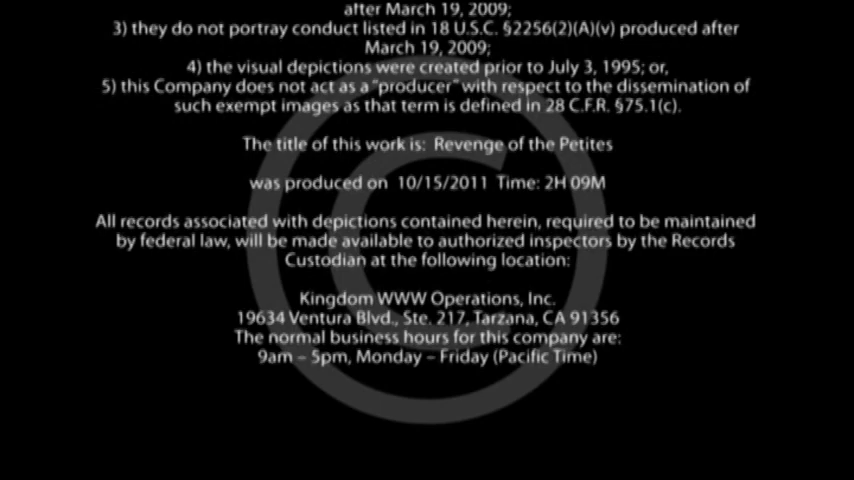 after March 19, 2009;
3) they do not portray conduct listed in 18 U.S.C. §2256(2)(A)(v) produced after
March 19, 2009;
4) the visual depictions were created prior to July 3, 1995; or,
5) this Company does not act as a "producer" with respect to the dissemination of
such exempt images as that term is defined in 28 C.F.R. §75.1(c).
The title of this work is: Revenge of the Petites
was produced on 10/15/2011 Time: 2H 09M
All records associated with depictions contained herein, required to be maintained
by federal law, will be made available to authorized inspectors by the Records
Custodian at the following location:
Kingdom WWW Operations, Inc.
19634 Ventura Blvd., Ste. 217, Tarzana, CA 91356
The normal business hours for this company are:
9am – 5pm, Monday – Friday (Pacific Time)